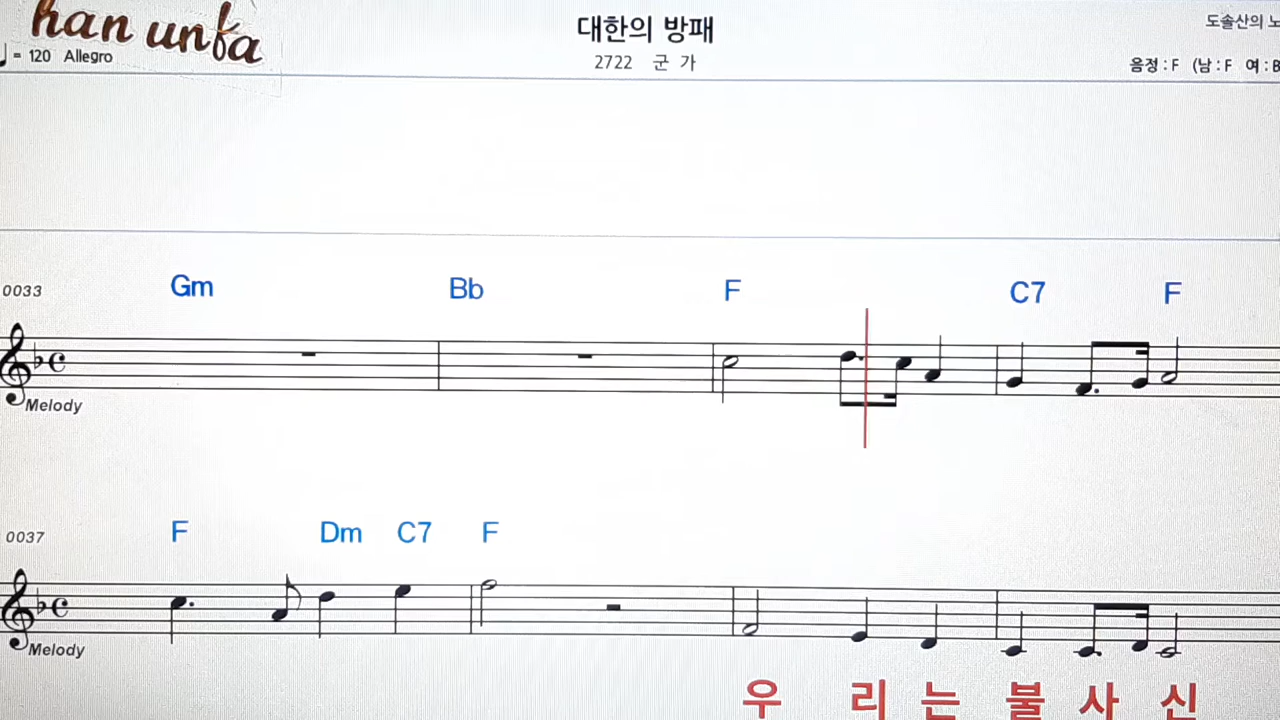 han unfa
대한의 방패
도솔산의 노
= 120 Allegro
2722 군 가
음정 : F (남 : F 여 : B
0033 Gm Bb F C7 F
Melody
0037 F Dm C7 F
Melody
우 리 는 불 사 신